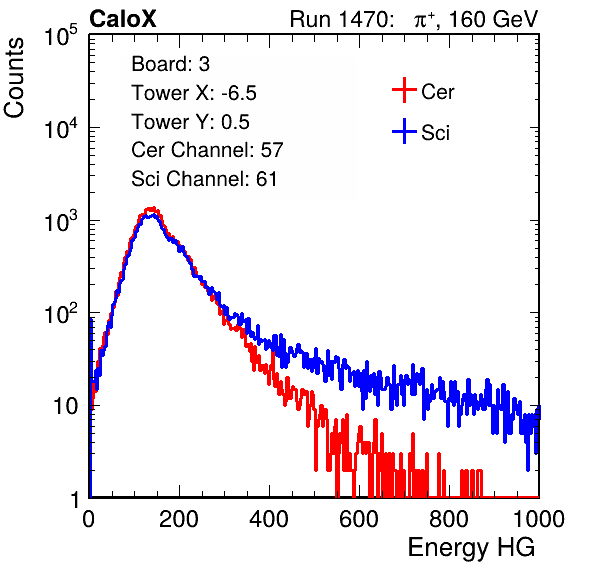 CaloX Run 1470: π⁺, 160 GeV
Counts
Board: 3
Tower X: -6.5
Tower Y: 0.5
Cer Channel: 57
Sci Channel: 61
Cer
Sci
10⁵
10⁴
10³
10²
10
1
0 200 400 600 800 1000
Energy HG